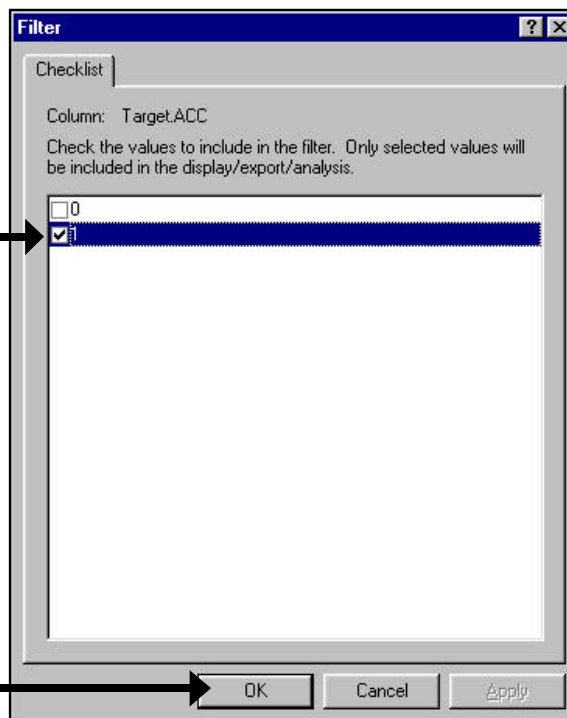 Filter
Checklist
Column: Target.ACC
Check the values to include in the filter. Only selected values will
be included in the display/export/analysis.
0
1
OK Cancel Apply